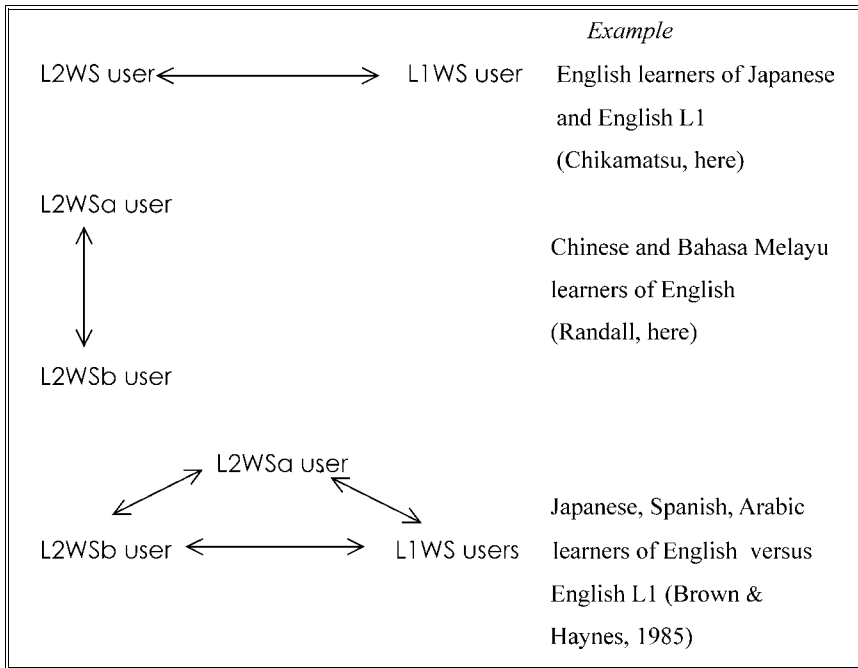 Example
L2WS user L1WS user English learners of Japanese
and English L1
(Chikamatsu, here)
L2WSa user
Chinese and Bahasa Melayu
learners of English
(Randall, here)
L2WSb user
L2WSa user
Japanese, Spanish, Arabic
L2WSb user L1WS users learners of English versus
English L1 (Brown &
Haynes, 1985)